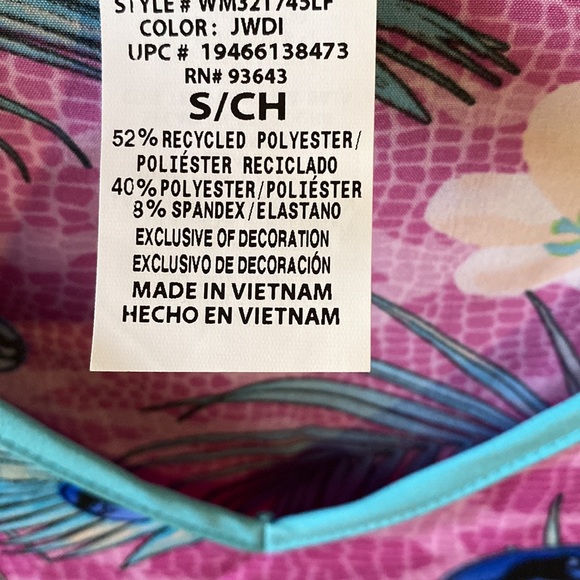 STYLE # WM321745LF
COLOR: JWDI
UPC # 19466138473
RN# 93643
S/CH
52% RECYCLED POLYESTER/
POLIÉSTER RECICLADO
40% POLYESTER/POLIÉSTER
8% SPANDEX/ELASTANO
EXCLUSIVE OF DECORATION
EXCLUSIVO DE DECORACIÓN
MADE IN VIETNAM
HECHO EN VIETNAM